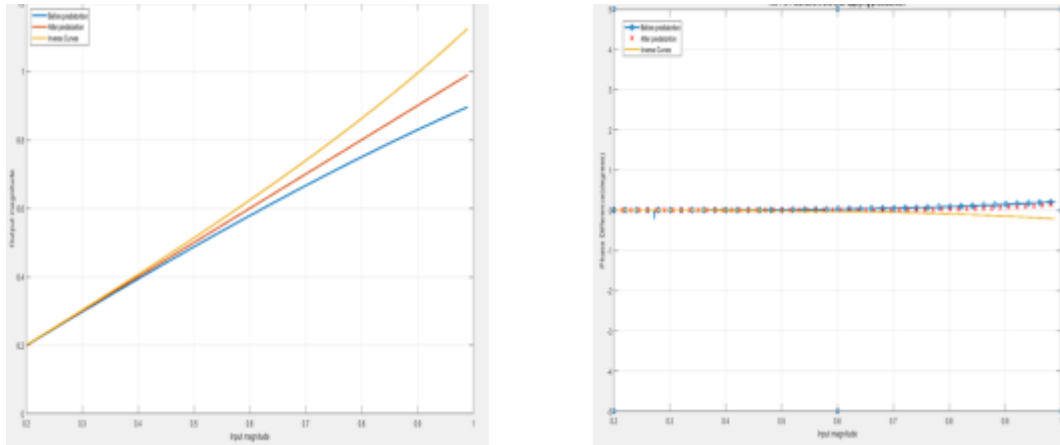 Before predistortion
After predistortion
Inverse Curves
1
0.8
0.6
0.4
0.2
0
0.2 0.3 0.4 0.5 0.6 0.7 0.8 0.9 1
Input magnitude
Output magnitude
after applying predistortion
Before predistortion
After predistortion
Inverse Curves
5
4
3
2
1
0
-1
-2
-3
-4
-5
0.2 0.3 0.4 0.5 0.6 0.7 0.8 0.9
Input magnitude
Phase Difference(degrees)